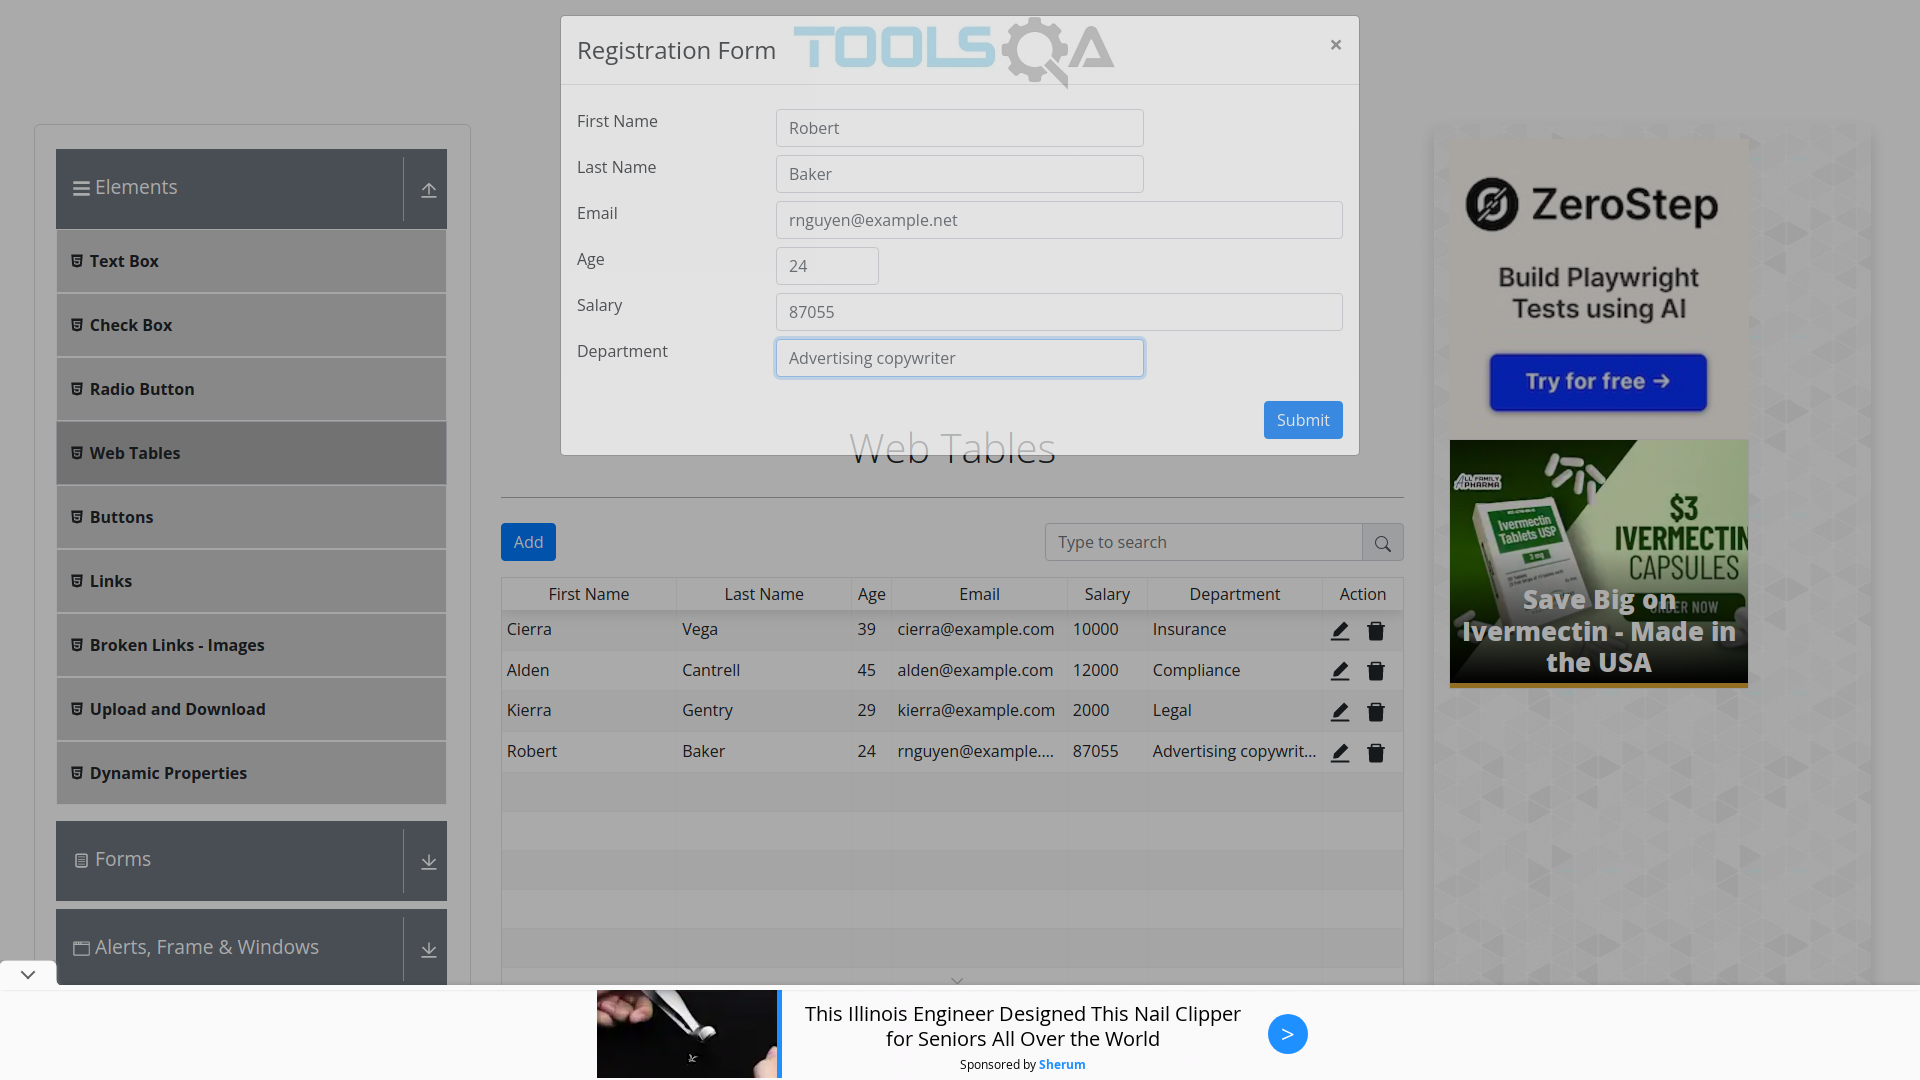 Registration Form
TOOLSQA
×
First Name
Robert
Last Name
Baker
Email
rnguyen@example.net
Age
24
Salary
87055
Department
Advertising copywriter
Submit
Elements
Text Box
Check Box
Radio Button
Web Tables
Buttons
Links
Broken Links - Images
Upload and Download
Dynamic Properties
Forms
Alerts, Frame & Windows
Web Tables
Add
Type to search
First Name Last Name Age Email Salary Department Action
Cierra Vega 39 cierra@example.com 10000 Insurance
Alden Cantrell 45 alden@example.com 12000 Compliance
Kierra Gentry 29 kierra@example.com 2000 Legal
Robert Baker 24 rnguyen@example.... 87055 Advertising copywrit...
ZeroStep
Build Playwright
Tests using AI
Try for free →
ALL FAMILY
PHARMA
Ivermectin
Tablets USP
3 mg
$3
IVERMECTIN
CAPSULES
ORDER NOW
Save Big on
Ivermectin - Made in
the USA
This Illinois Engineer Designed This Nail Clipper
for Seniors All Over the World
Sponsored by Sherum
>